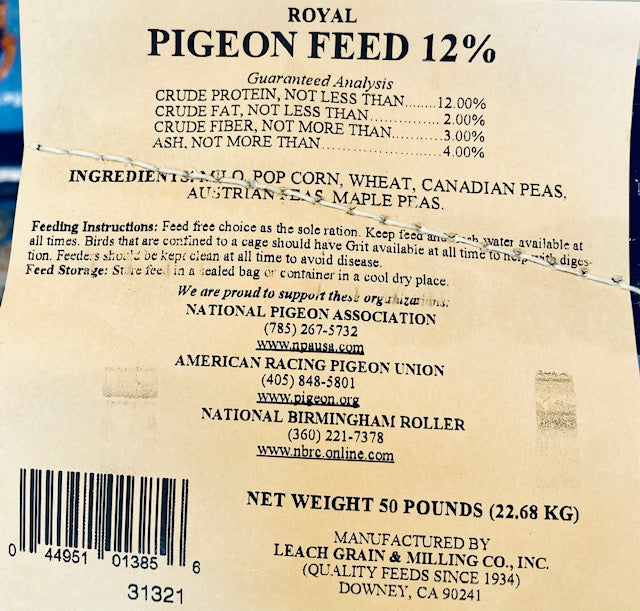 ROYAL
PIGEON FEED 12%
Guaranteed Analysis
CRUDE PROTEIN, NOT LESS THAN........12.00%
CRUDE FAT, NOT LESS THAN................... 2.00%
CRUDE FIBER, NOT MORE THAN.............3.00%
ASH, NOT MORE THAN............................ 4.00%
INGREDIENTS: MILO, POP CORN, WHEAT, CANADIAN PEAS,
AUSTRIAN PEAS, MAPLE PEAS.
Feeding Instructions: Feed free choice as the sole ration. Keep feed and fresh water available at
all times. Birds that are confined to a cage should have Grit available at all time to help with diges-
tion. Feeders should be kept clean at all time to avoid disease.
Feed Storage: Store feed in a sealed bag or container in a cool dry place.
We are proud to support these organizations:
NATIONAL PIGEON ASSOCIATION
(785) 267-5732
www.npausa.com
AMERICAN RACING PIGEON UNION
(405) 848-5801
www.pigeon.org
NATIONAL BIRMINGHAM ROLLER
(360) 221-7378
www.nbrc.online.com
NET WEIGHT 50 POUNDS (22.68 KG)
MANUFACTURED BY
LEACH GRAIN & MILLING CO., INC.
(QUALITY FEEDS SINCE 1934)
DOWNEY, CA 90241
0 44951 01385 6
31321